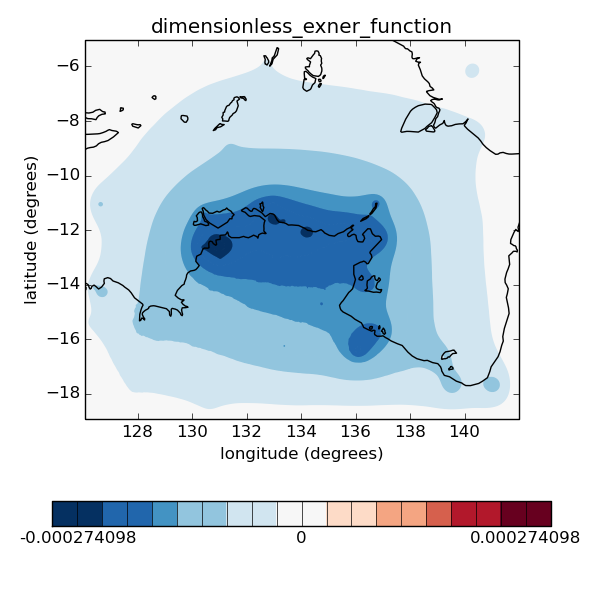 dimensionless_exner_function
−6
−8
−10
−12
−14
−16
−18
latitude (degrees)
128 130 132 134 136 138 140
longitude (degrees)
-0.000274098 0 0.000274098